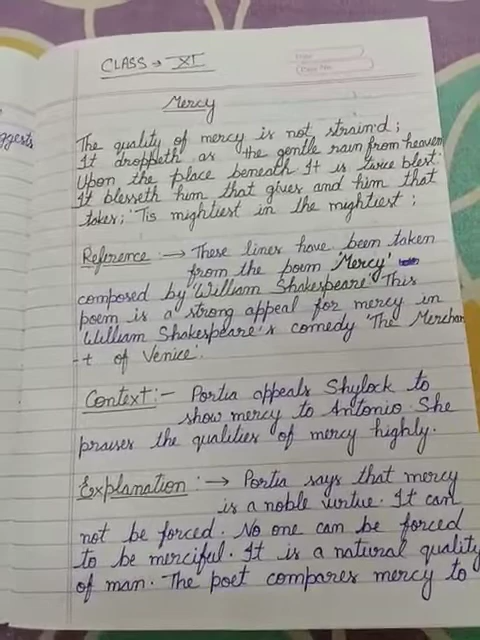 ggests
CLASS → XI
Date
Page No.
Mercy
The quality of mercy is not strain'd;
It droppeth as the gentle rain from heaven
Upon the place beneath It is twice blest.
It blesseth him that gives and him that
takes; 'Tis mightiest in the mightiest;
Reference :→ These lines have been taken
from the poem 'Mercy'
composed by 'William Shakespeare' This
poem is a strong appeal for mercy in
William Shakespeare's comedy 'The Merchan
-t of Venice'.
Context:- Portia appeals Shylock to
show mercy to Antonio. She
praises the qualities of mercy highly.
Explanation :→ Portia says that mercy
is a noble virtue. It can
not be forced. No one can be forced
to be merciful. It is a natural quality
of man. The poet compares mercy to